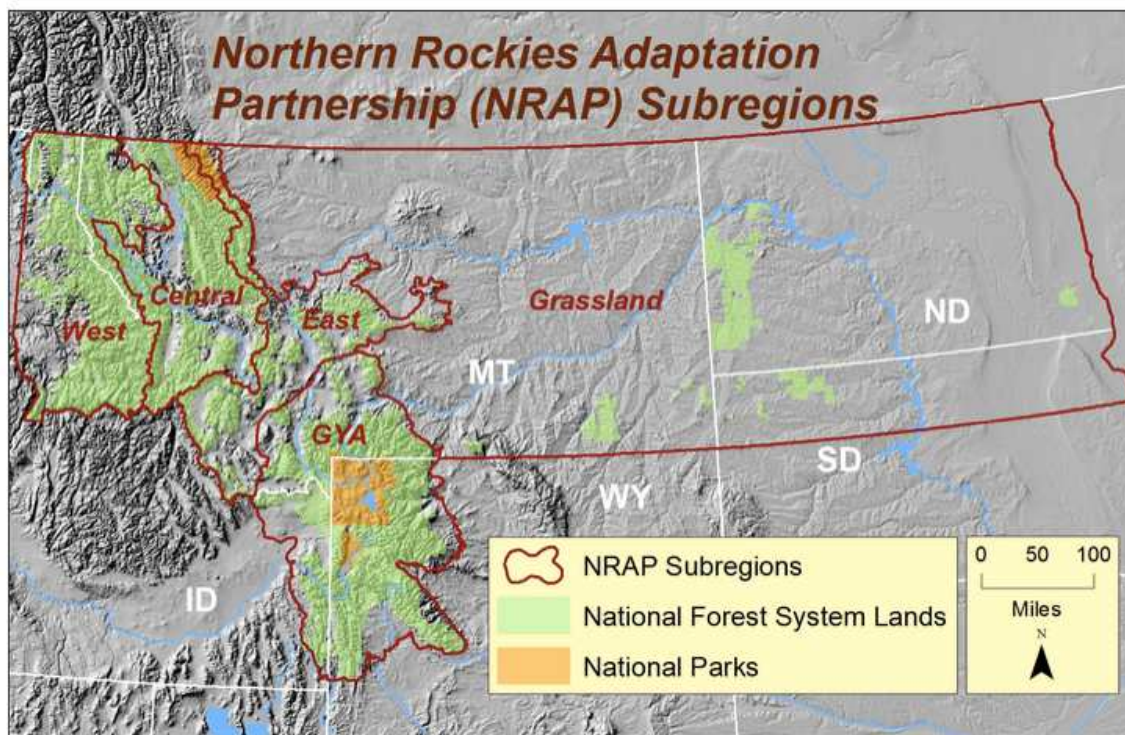 Northern Rockies Adaptation
Partnership (NRAP) Subregions
Central
West
East
Grassland
ND
MT
GYA
SD
WY
ID
NRAP Subregions
National Forest System Lands
National Parks
0 50 100
Miles
N